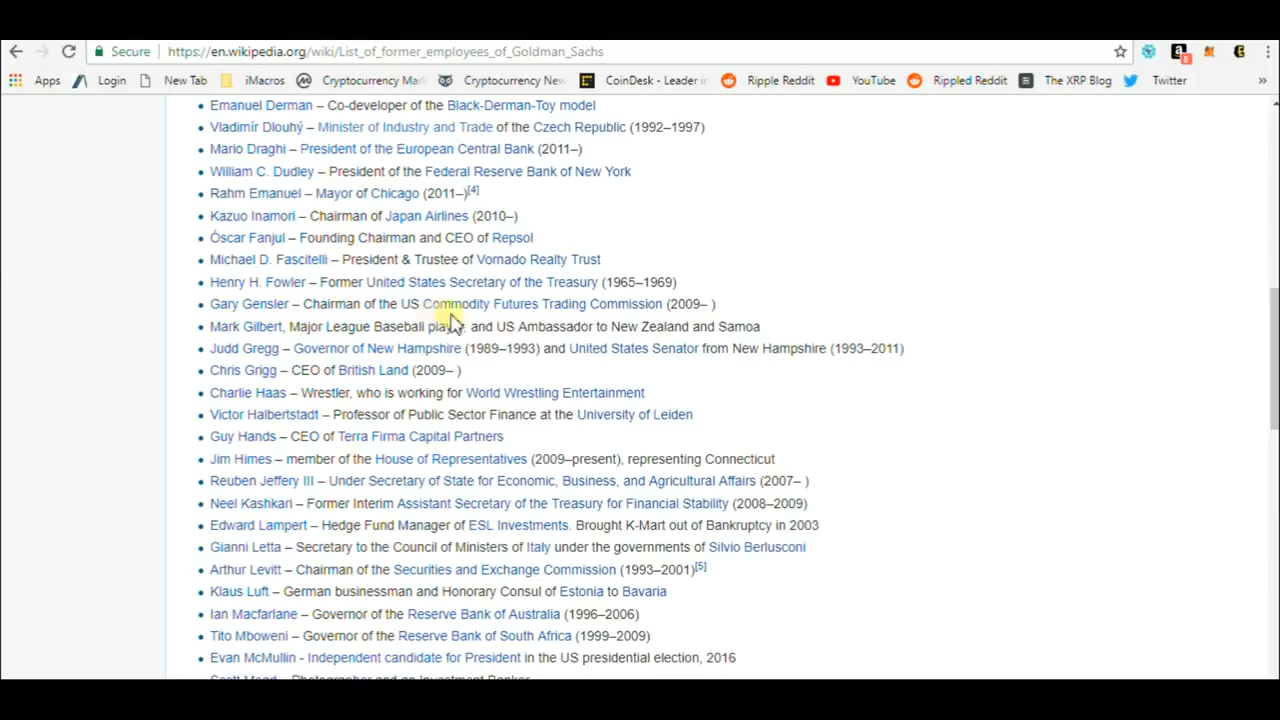 Secure https://en.wikipedia.org/wiki/List_of_former_employees_of_Goldman_Sachs
8
Apps Login New Tab iMacros Cryptocurrency Mar Cryptocurrency New CoinDesk - Leader in Ripple Reddit YouTube Rippled Reddit The XRP Blog Twitter »
Emanuel Derman – Co-developer of the Black-Derman-Toy model
Vladimír Dlouhý – Minister of Industry and Trade of the Czech Republic (1992–1997)
Mario Draghi – President of the European Central Bank (2011–)
William C. Dudley – President of the Federal Reserve Bank of New York
Rahm Emanuel – Mayor of Chicago (2011–)[4]
Kazuo Inamori – Chairman of Japan Airlines (2010–)
Óscar Fanjul – Founding Chairman and CEO of Repsol
Michael D. Fascitelli – President & Trustee of Vornado Realty Trust
Henry H. Fowler – Former United States Secretary of the Treasury (1965–1969)
Gary Gensler – Chairman of the US Commodity Futures Trading Commission (2009– )
Mark Gilbert, Major League Baseball player, and US Ambassador to New Zealand and Samoa
Judd Gregg – Governor of New Hampshire (1989–1993) and United States Senator from New Hampshire (1993–2011)
Chris Grigg – CEO of British Land (2009– )
Charlie Haas – Wrestler, who is working for World Wrestling Entertainment
Victor Halberstadt – Professor of Public Sector Finance at the University of Leiden
Guy Hands – CEO of Terra Firma Capital Partners
Jim Himes – member of the House of Representatives (2009–present), representing Connecticut
Reuben Jeffery III – Under Secretary of State for Economic, Business, and Agricultural Affairs (2007– )
Neel Kashkari – Former Interim Assistant Secretary of the Treasury for Financial Stability (2008–2009)
Edward Lampert – Hedge Fund Manager of ESL Investments. Brought K-Mart out of Bankruptcy in 2003
Gianni Letta – Secretary to the Council of Ministers of Italy under the governments of Silvio Berlusconi
Arthur Levitt – Chairman of the Securities and Exchange Commission (1993–2001)[5]
Klaus Luft – German businessman and Honorary Consul of Estonia to Bavaria
Ian Macfarlane – Governor of the Reserve Bank of Australia (1996–2006)
Tito Mboweni – Governor of the Reserve Bank of South Africa (1999–2009)
Evan McMullin - Independent candidate for President in the US presidential election, 2016